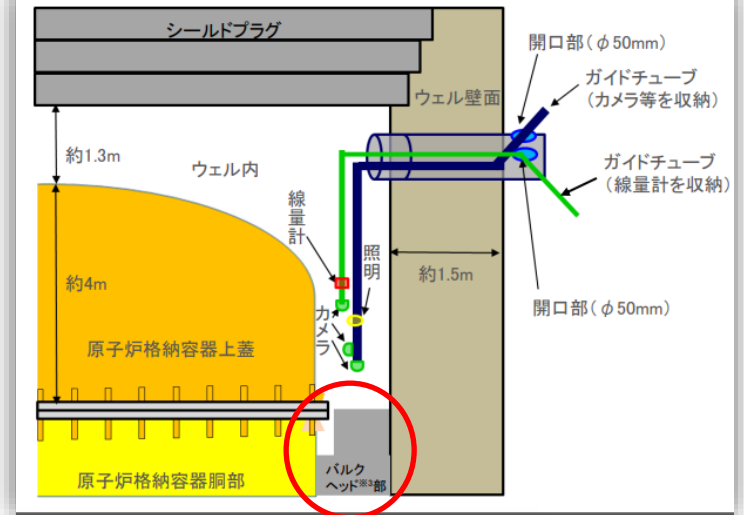 シールドプラグ
開口部(φ50mm)
ガイドチューブ
(カメラ等を収納)
ウェル壁面
約1.3m
ウェル内
ガイドチューブ
(線量計を収納)
線量計
照明
約1.5m
約4m
カメラ
開口部(φ50mm)
原子炉格納容器上蓋
バルク
ヘッド※3部
原子炉格納容器胴部